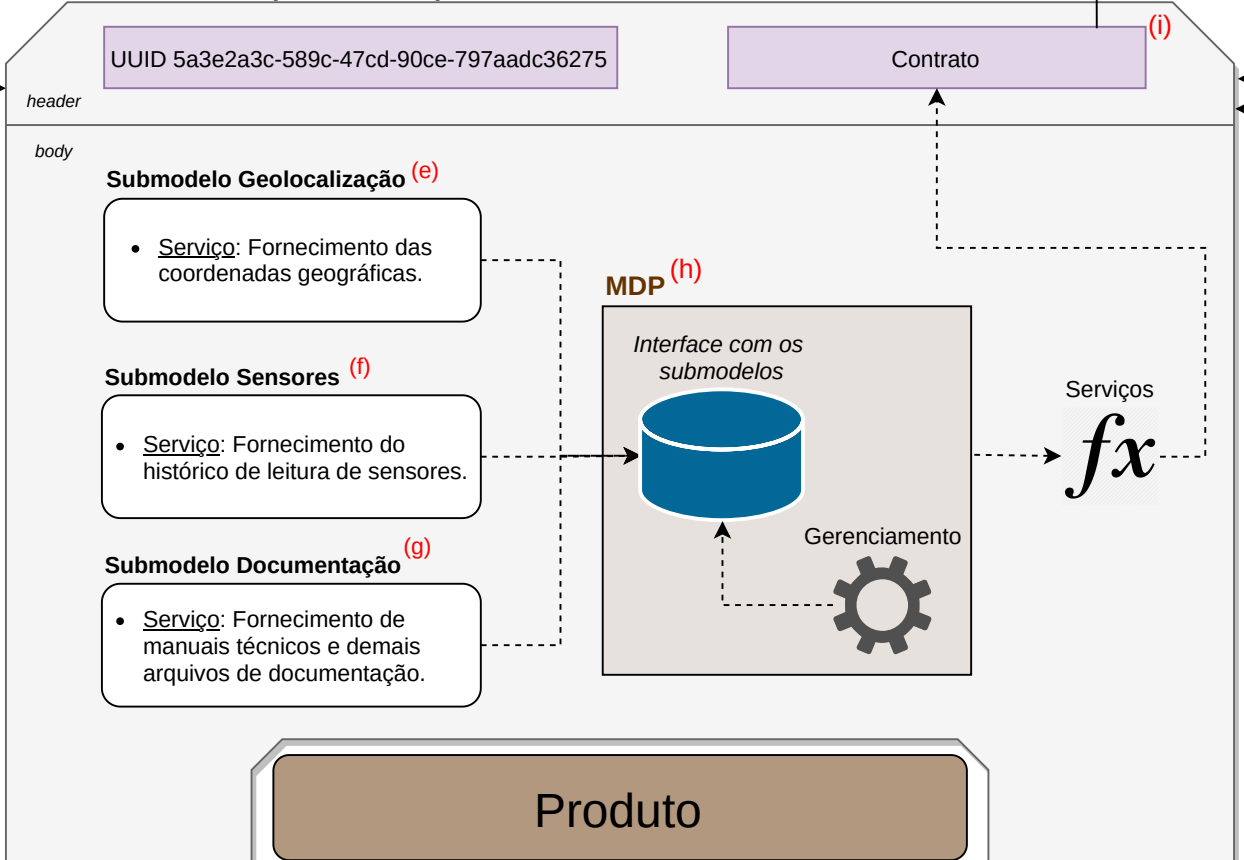 UUID 5a3e2a3c-589c-47cd-90ce-797aadc36275
Contrato
(i)
header
body
Submodelo Geolocalização (e)
• Serviço: Fornecimento das
coordenadas geográficas.
MDP (h)
Interface com os
submodelos
Submodelo Sensores (f)
• Serviço: Fornecimento do
histórico de leitura de sensores.
Serviços
fx
Gerenciamento
Submodelo Documentação (g)
• Serviço: Fornecimento de
manuais técnicos e demais
arquivos de documentação.
Produto